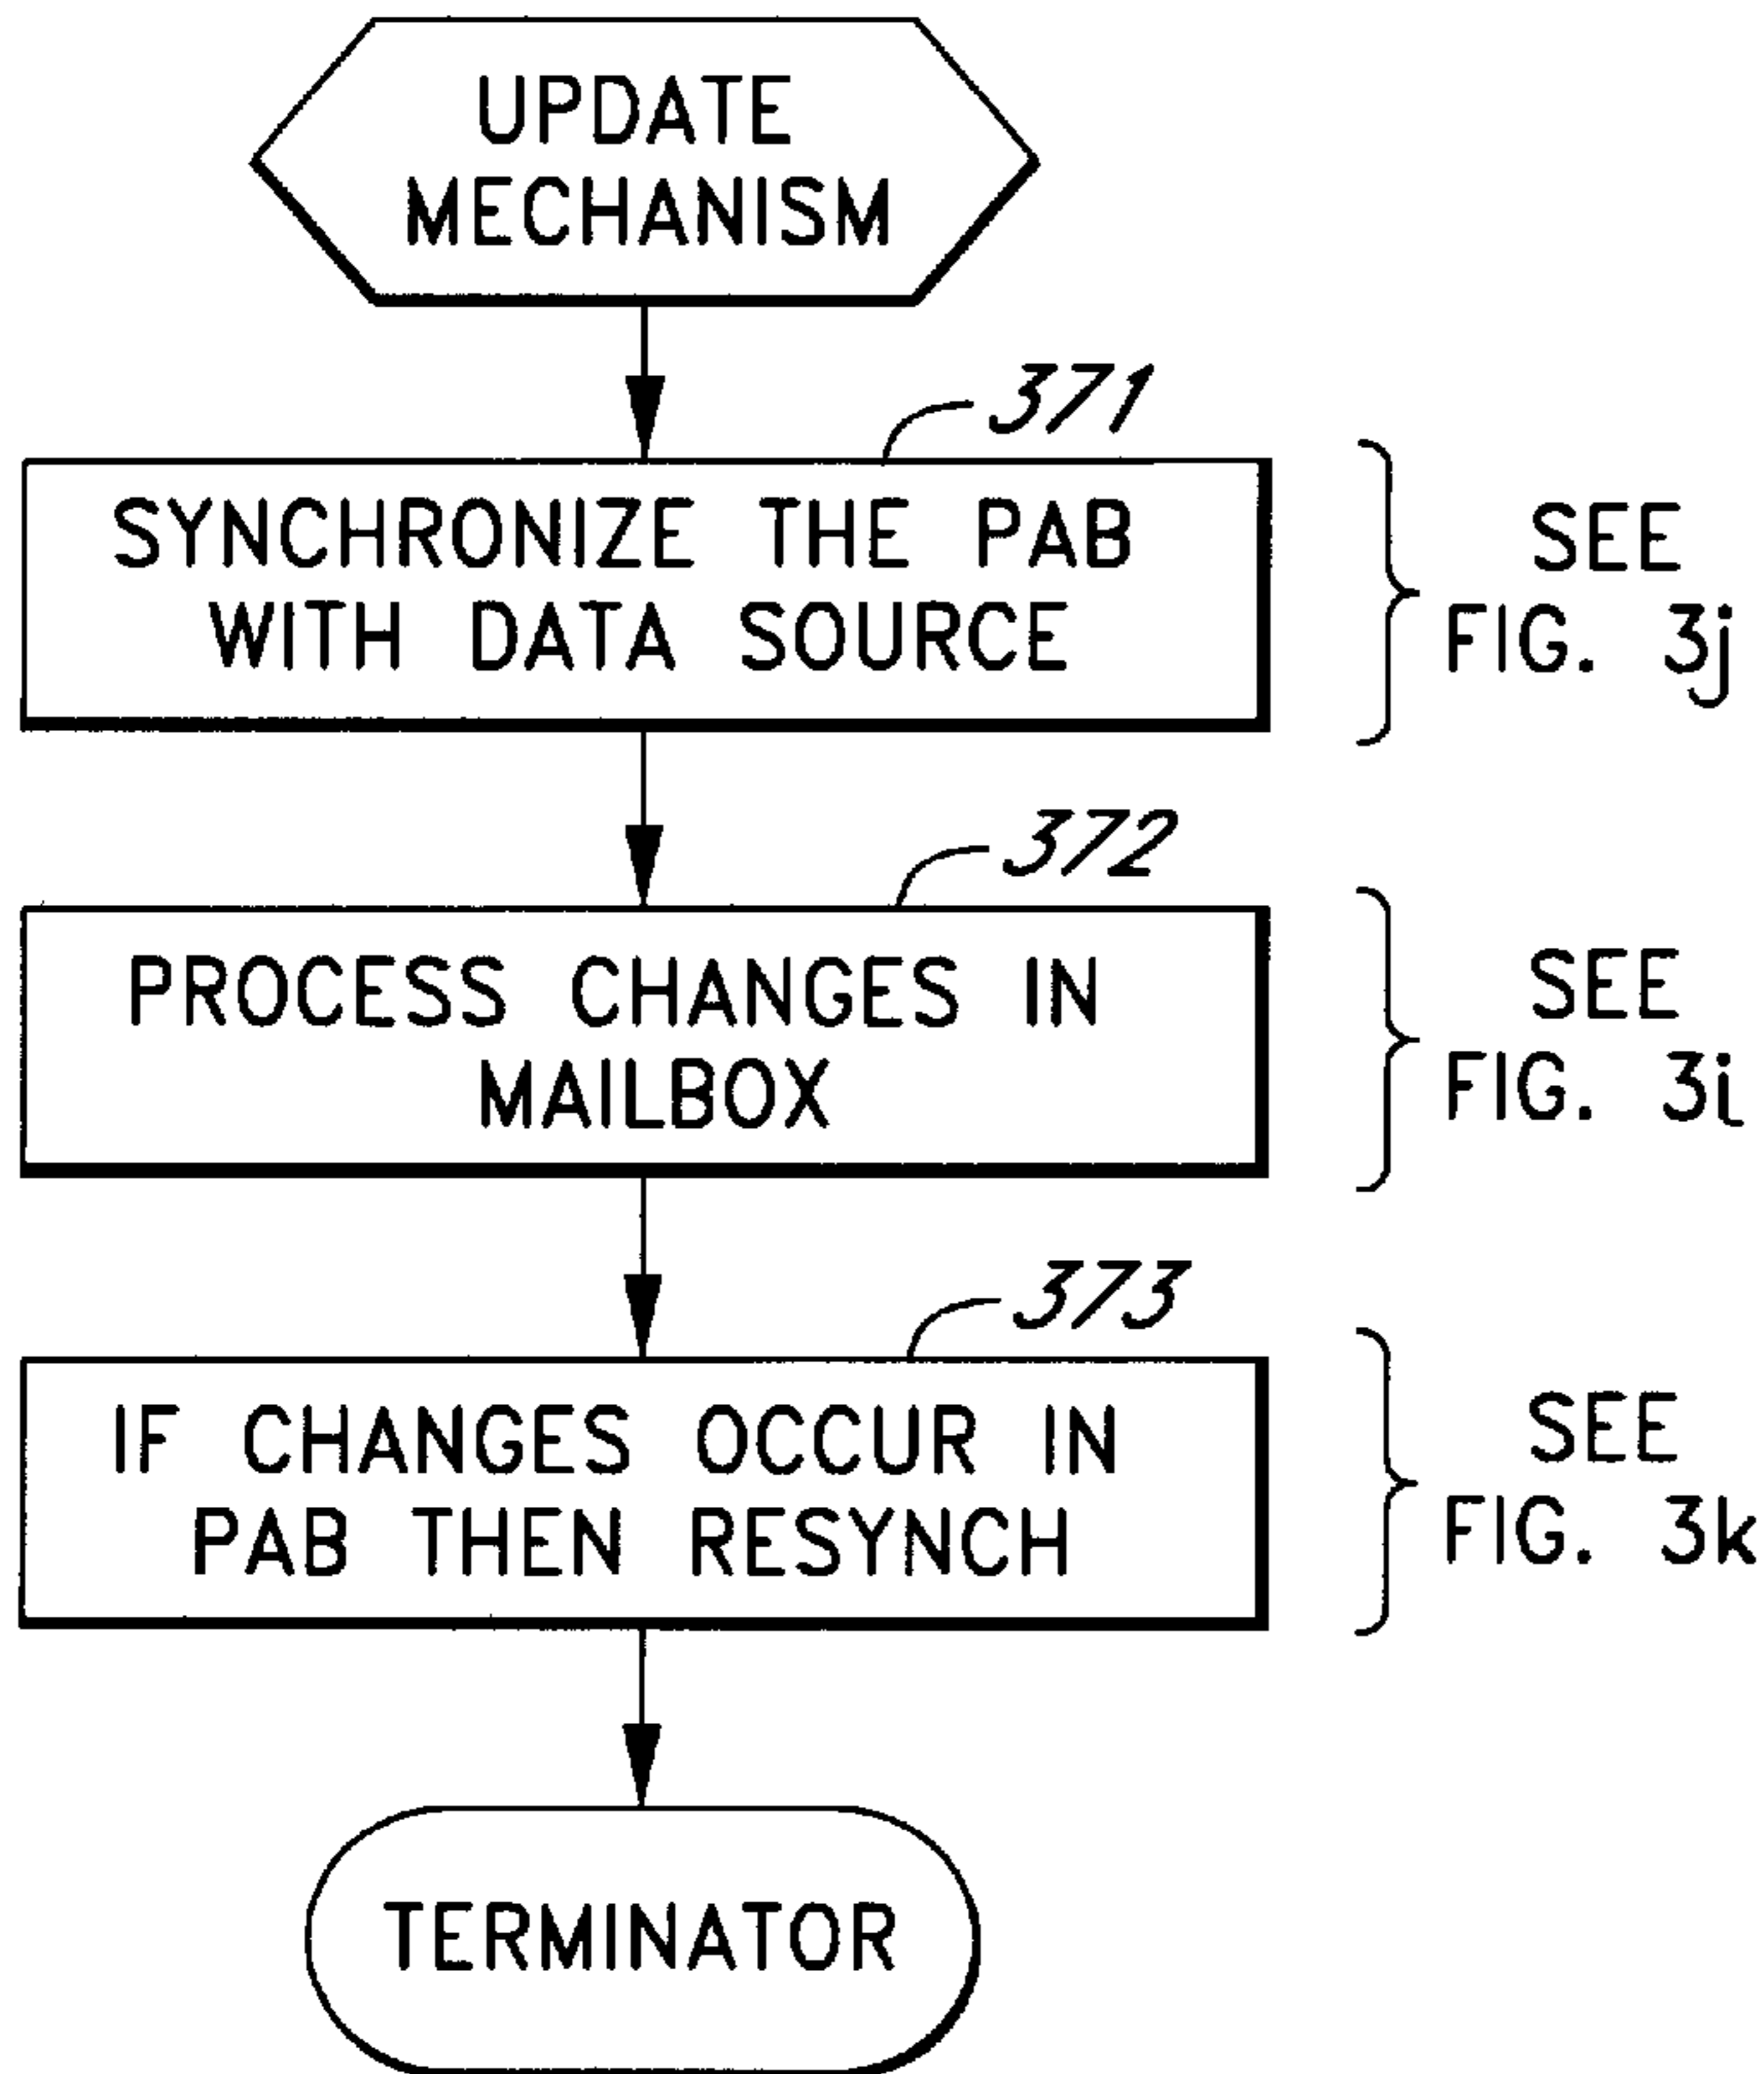 UPDATE
MECHANISM
371
SYNCHRONIZE THE PAB
WITH DATA SOURCE
SEE
FIG. 3j
372
PROCESS CHANGES IN
MAILBOX
SEE
FIG. 3i
373
IF CHANGES OCCUR IN
PAB THEN RESYNCH
SEE
FIG. 3k
TERMINATOR